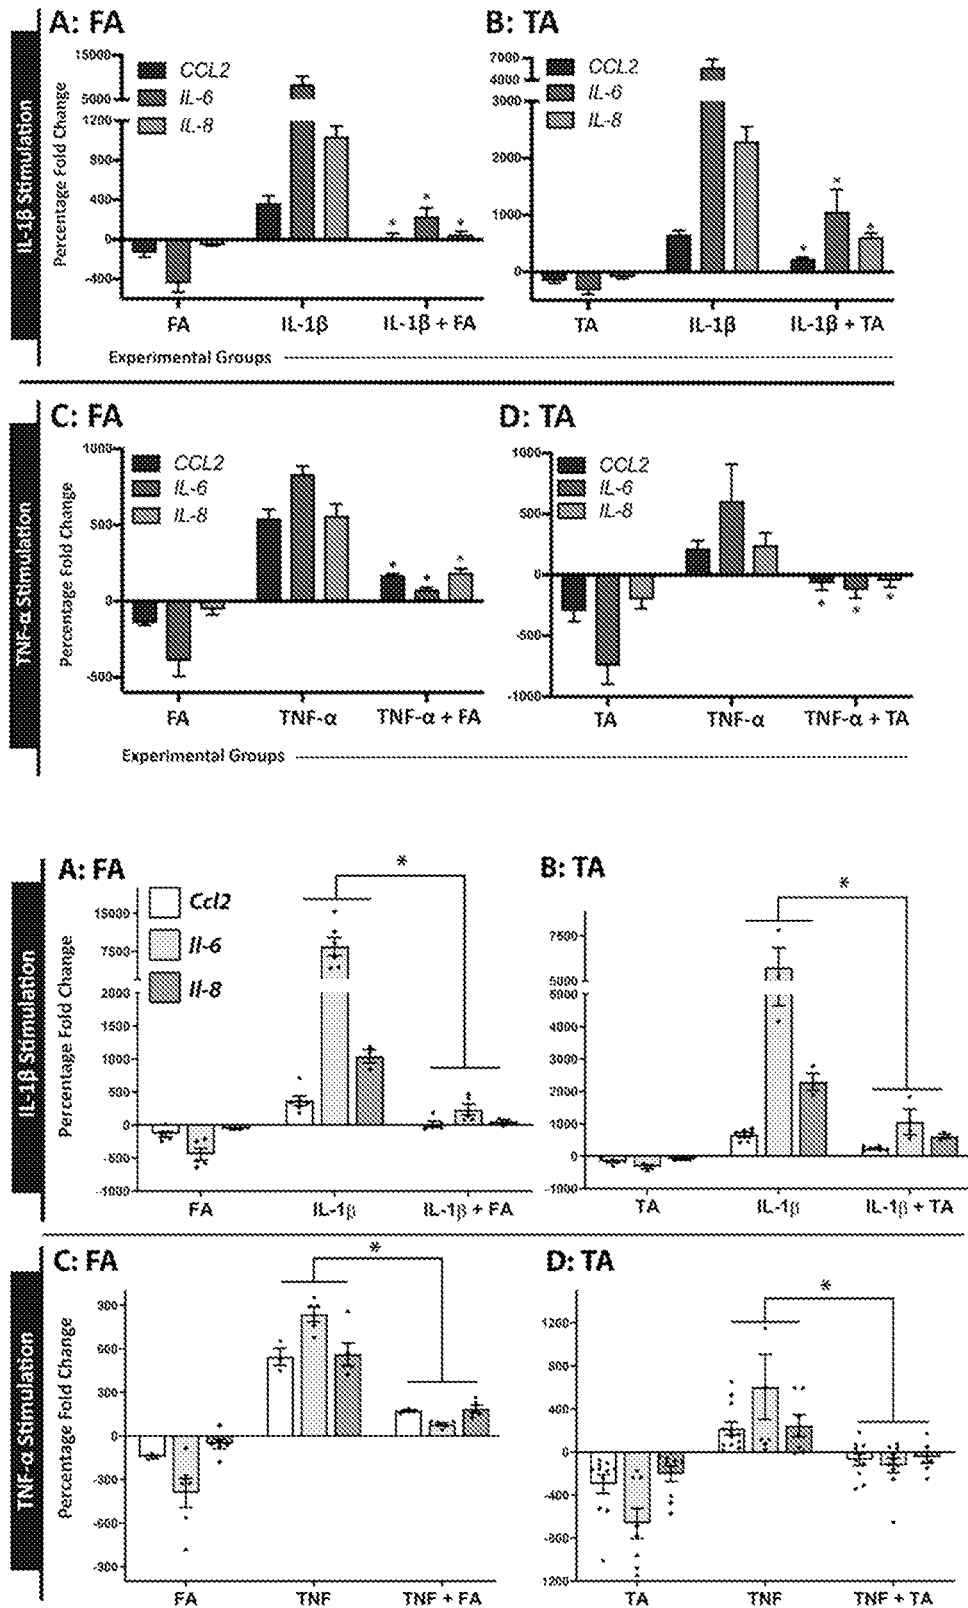 A: FA
B: TA
IL-1β Stimulation
Percentage Fold Change
15000
5000
1200
800
400
0
-400
CCL2
IL-6
IL-8
FA
IL-1β
IL-1β + FA
7000
4000
3000
2000
1000
0
CCL2
IL-6
IL-8
TA
IL-1β
IL-1β + TA
Experimental Groups
C: FA
D: TA
TNF-α Stimulation
Percentage Fold Change
1000
500
0
-500
CCL2
IL-6
IL-8
FA
TNF-α
TNF-α + FA
1000
500
0
-500
-1000
CCL2
IL-6
IL-8
TA
TNF-α
TNF-α + TA
Experimental Groups
A: FA
B: TA
IL-1β Stimulation
Percentage Fold Change
15000
7500
2000
1500
1000
500
0
-500
-1000
Ccl2
Il-6
Il-8
*
FA
IL-1β
IL-1β + FA
7500
5000
4000
3000
2000
1000
0
-1000
*
TA
IL-1β
IL-1β + TA
C: FA
D: TA
TNF-α Stimulation
Percentage Fold Change
600
300
0
-300
-600
*
FA
TNF
TNF + FA
1200
800
400
0
-400
-800
1200
*
TA
TNF
TNF + TA